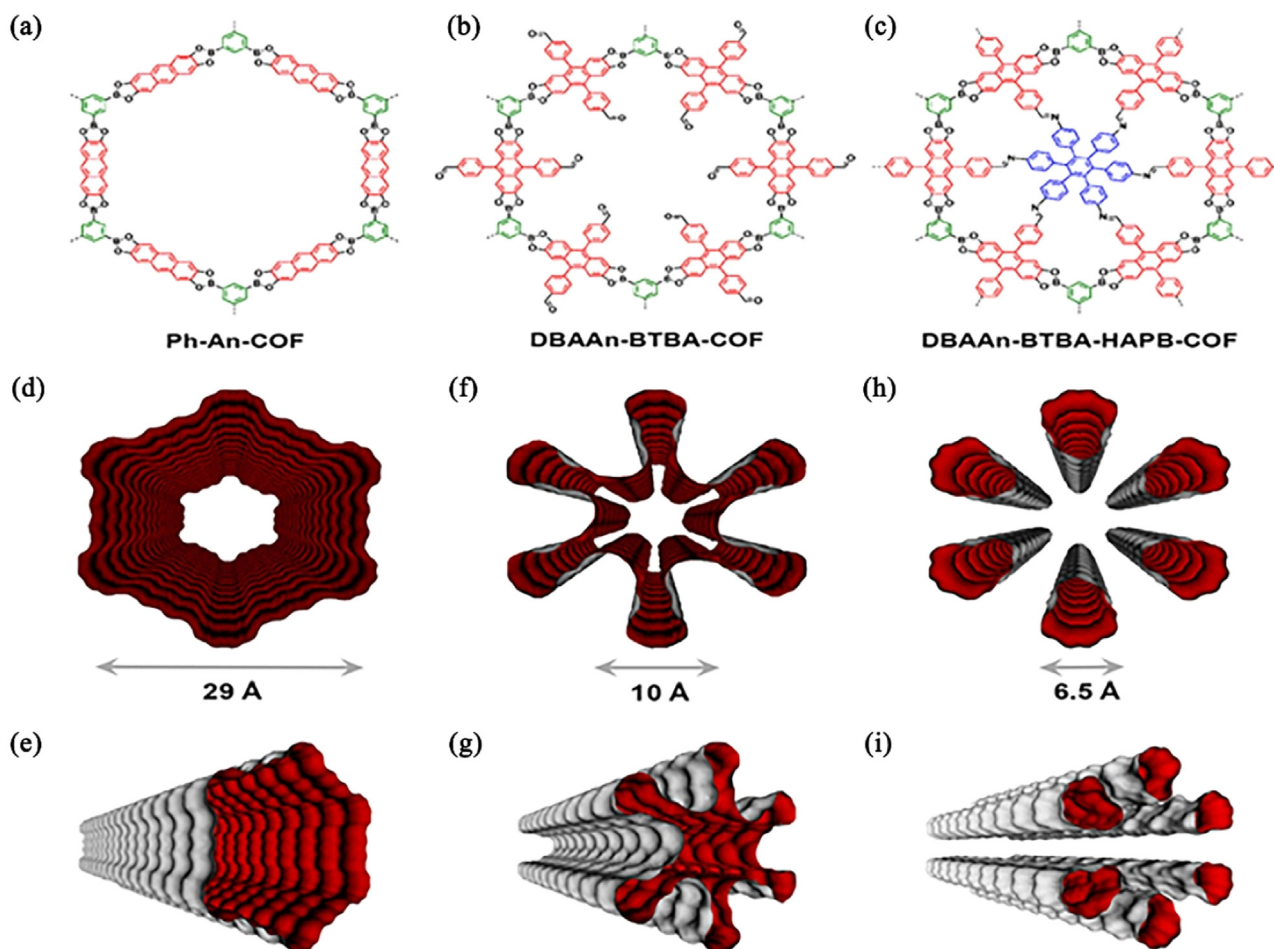 (a) (b) (c)
Ph-An-COF DBAAn-BTBA-COF DBAAn-BTBA-HAPB-COF
(d) (f) (h)
29 Å 10 Å 6.5 Å
(e) (g) (i)